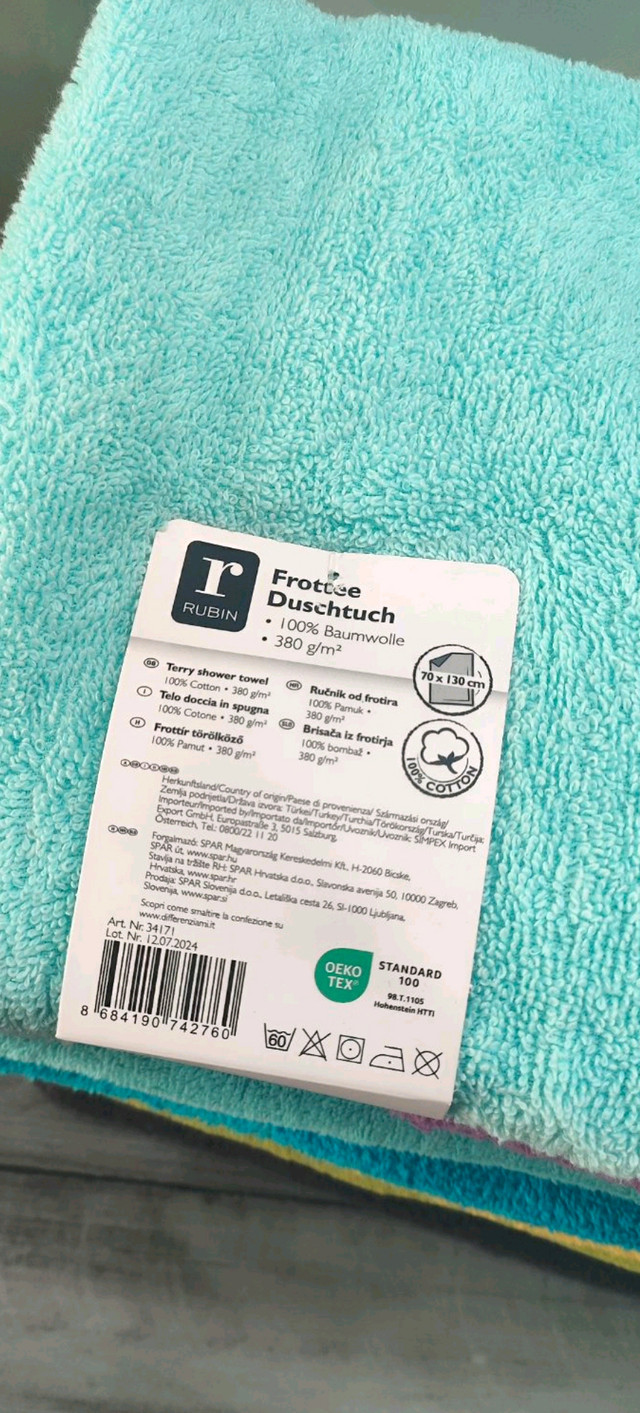 r
RUBIN
Frottee
Duschtuch
• 100% Baumwolle
• 380 g/m²
70 x 130 cm
GB Terry shower towel
100% Cotton • 380 g/m²
I Telo doccia in spugna
100% Cotone • 380 g/m²
H Frottír törölköző
100% Pamut • 380 g/m²
HR Ručnik od frotira
100% Pamuk •
380 g/m²
SLO Brisača iz frotirja
100% bombaž •
380 g/m²
100% COTTON
Herkunftsland/Country of origin/Paese di provenienza/ Származási ország/
Zemlja podrijetla/Država izvora: Türkei/Turkey/Turchia/Törökország/Turska/Turčija;
Importeur/Imported by/Importato da/Importőr/Uvoznik/Uvoznik: SIMPEX Import
Export GmbH, Europastraße 3, 5015 Salzburg,
Österreich, Tel.: 0800/22 11 20
Forgalmazó: SPAR Magyarország Kereskedelmi Kft., H-2060 Bicske,
SPAR út, www.spar.hu
Stavlja na tržište RH: SPAR Hrvatska d.o.o., Slavonska avenija 50, 10000 Zagreb,
Hrvatska, www.spar.hr
Prodaja: SPAR Slovenija d.o.o., Letališka cesta 26, SI-1000 Ljubljana,
Slovenija, www.spar.si
Scopri come smaltire la confezione su
www.differenziami.it
Art. Nr. 34171
Lot. Nr. 12.07.2024
8 684190 742760
OEKO
TEX®
STANDARD
100
98.T.1105
Hohenstein HTTI
60